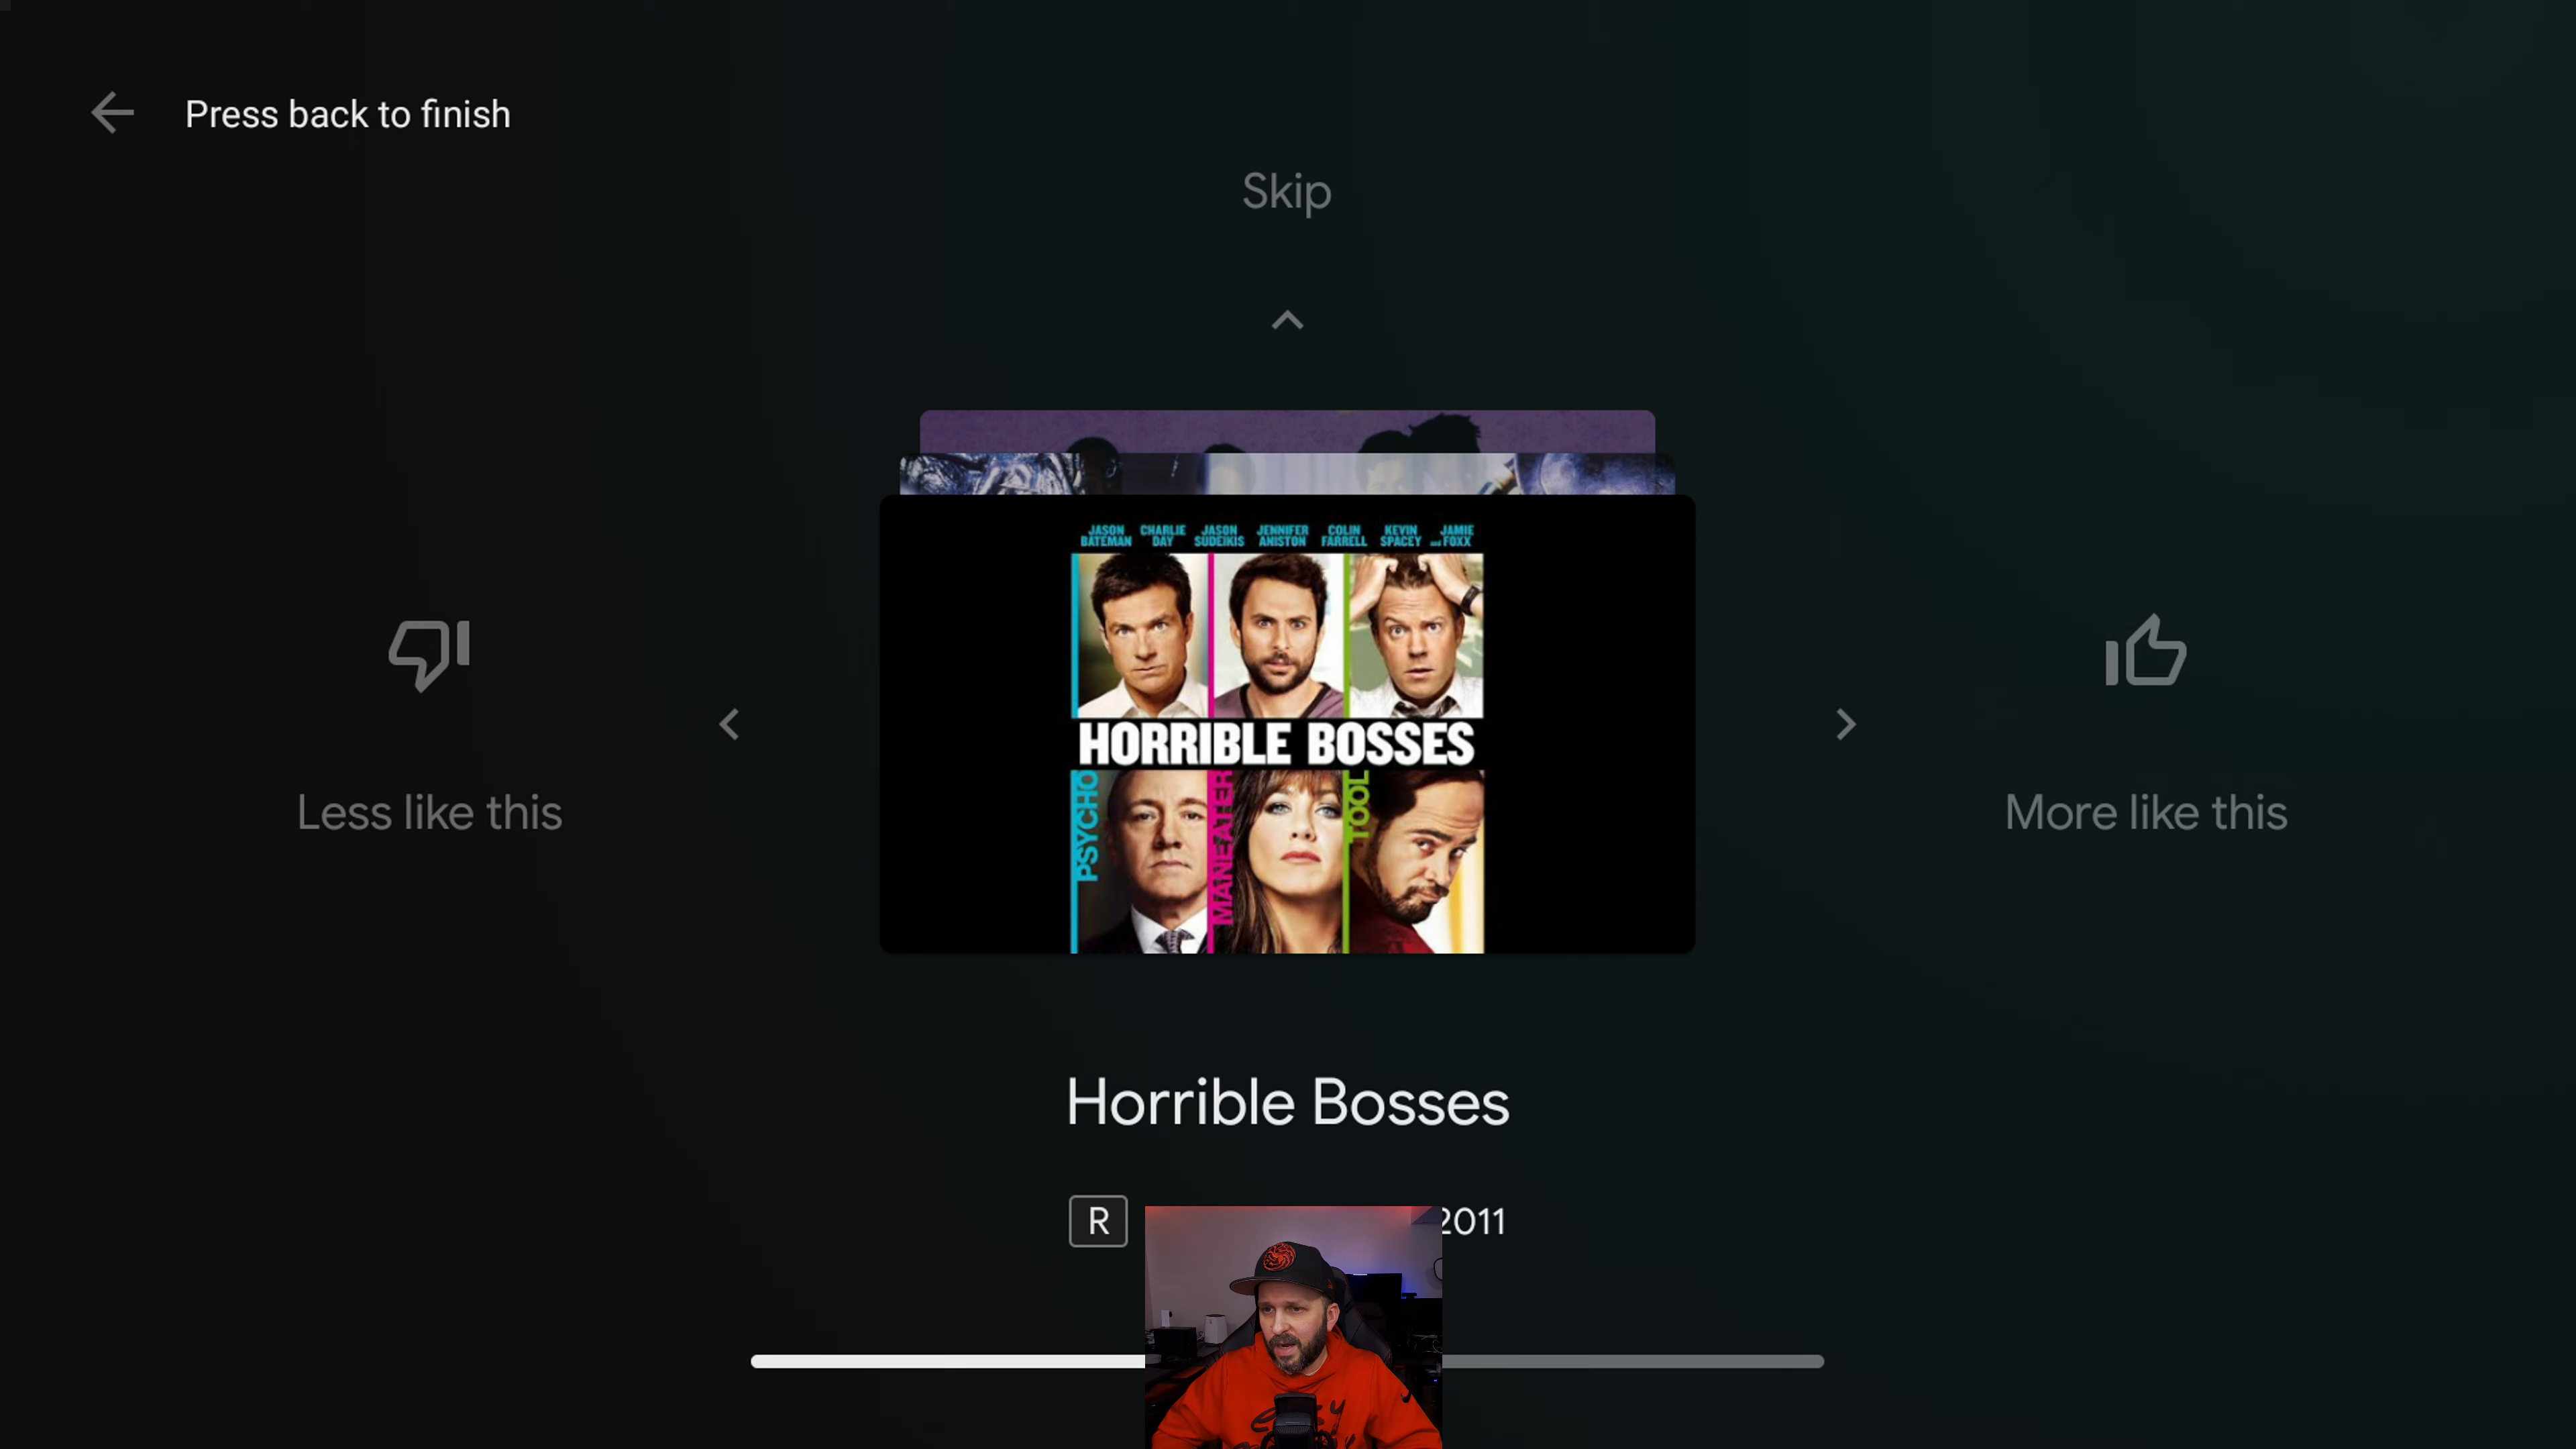 Press back to finish
Skip
JASON BATEMAN CHARLIE DAY JASON SUDEIKIS JENNIFER ANISTON COLIN FARRELL KEVIN SPACEY and JAMIE FOXX
HORRIBLE BOSSES
PSYCHO
MANEATER
TOOL
Less like this
More like this
Horrible Bosses
R
2011